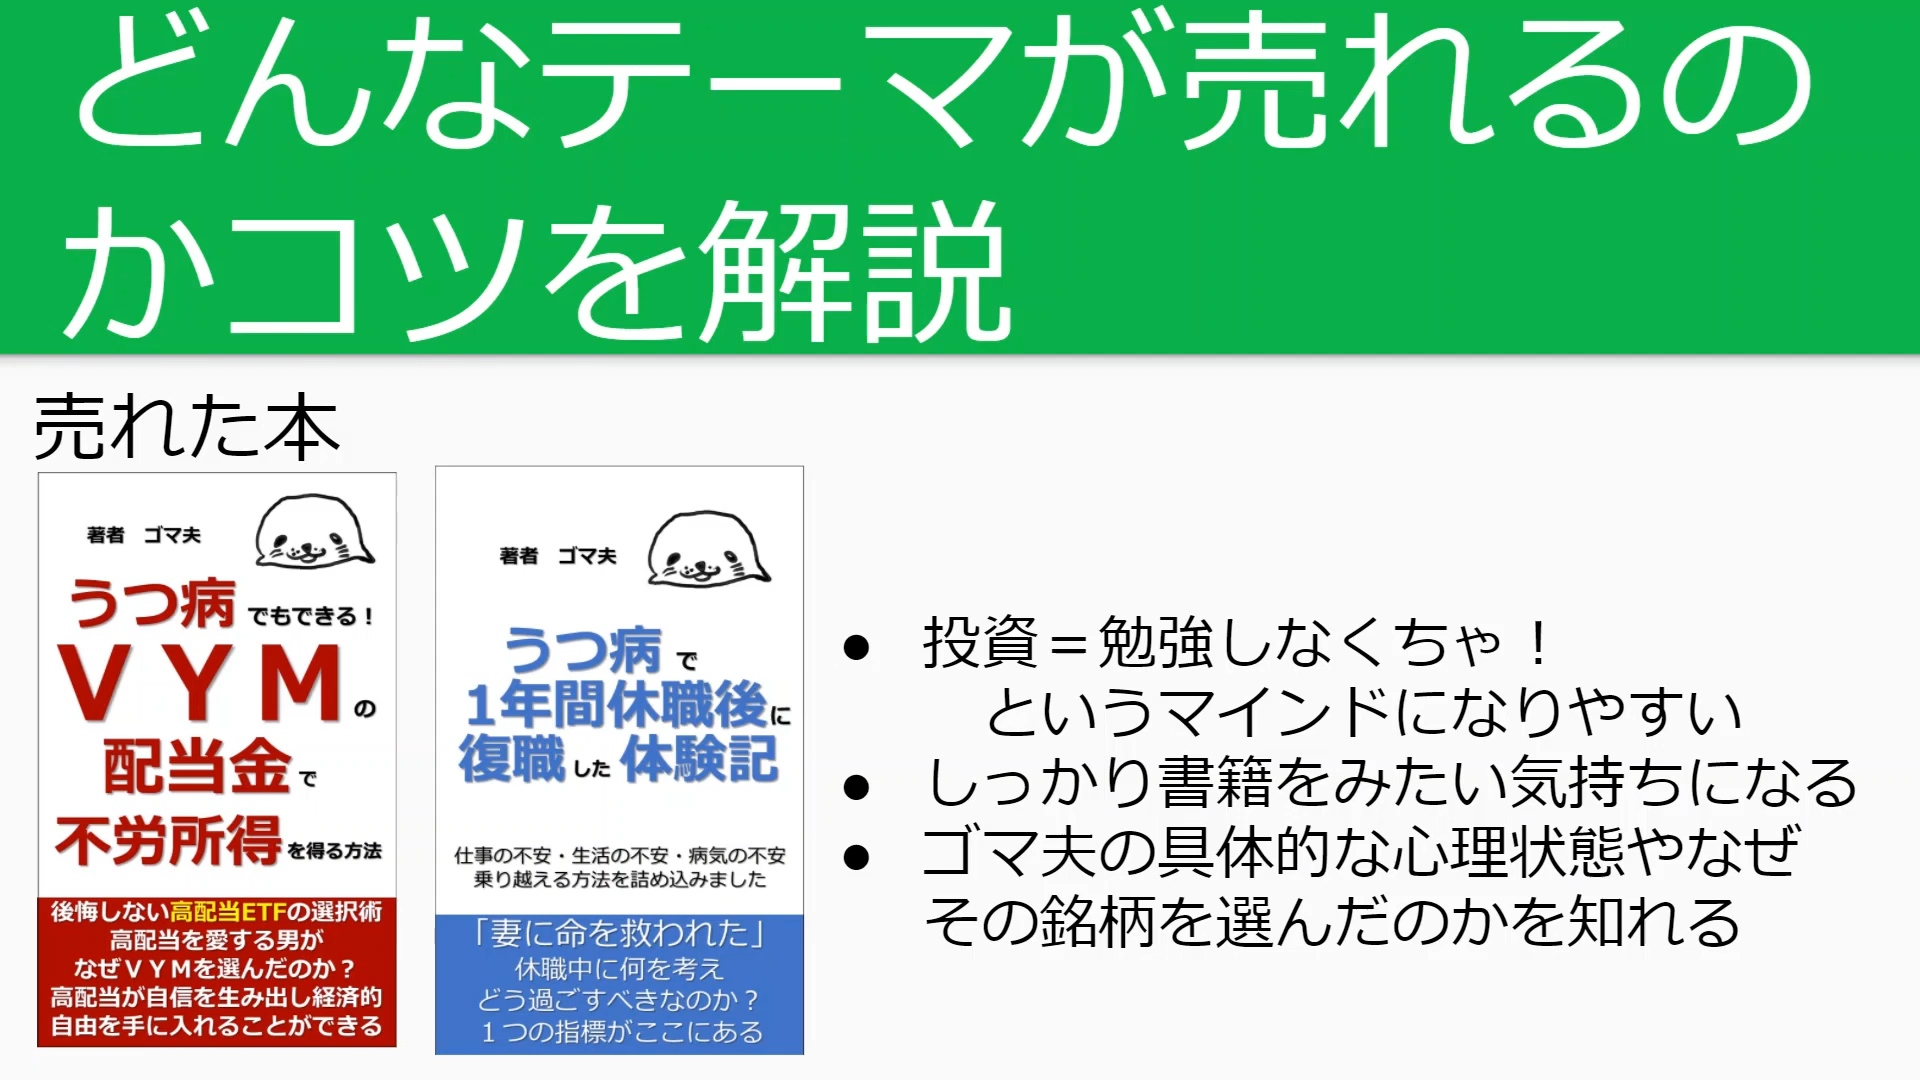 どんなテーマが売れるの
かコツを解説
売れた本
著者　ゴマ夫
うつ病でもできる！
ＶＹＭの
配当金で
不労所得を得る方法
後悔しない高配当ETFの選択術
高配当を愛する男が
なぜＶＹＭを選んだのか？
高配当が自信を生み出し経済的
自由を手に入れることができる
著者　ゴマ夫
うつ病で
1年間休職後に
復職した体験記
仕事の不安・生活の不安・病気の不安
乗り越える方法を詰め込みました
「妻に命を救われた」
休職中に何を考え
どう過ごすべきなのか？
１つの指標がここにある
● 投資＝勉強しなくちゃ！
というマインドになりやすい
● しっかり書籍をみたい気持ちになる
● ゴマ夫の具体的な心理状態やなぜ
その銘柄を選んだのかを知れる